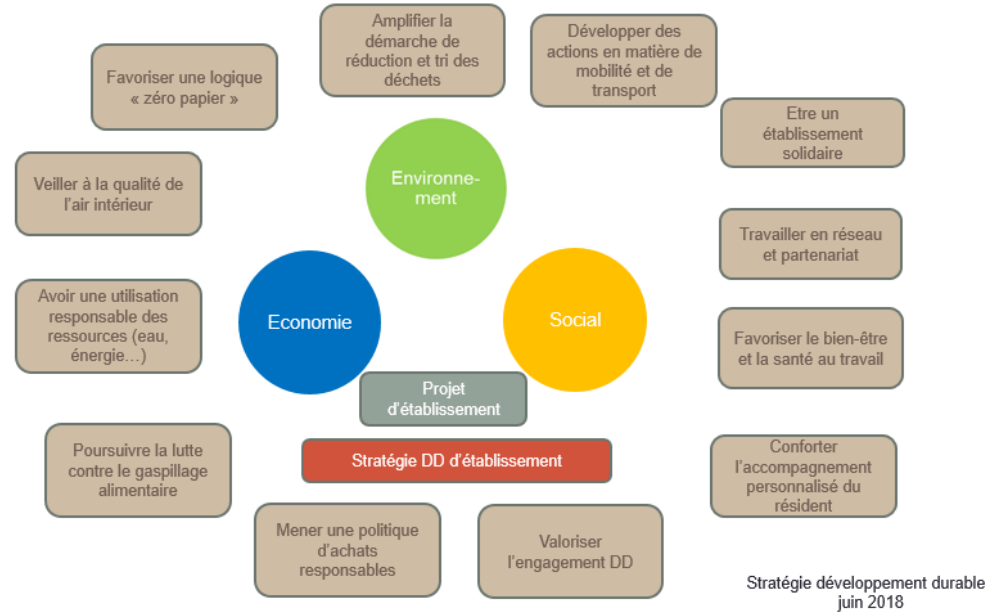 Amplifier la
démarche de
réduction et tri des
déchets
Développer des
actions en matière de
mobilité et de
transport
Favoriser une logique
« zéro papier »
Etre un
établissement
solidaire
Veiller à la qualité de
l'air intérieur
Environne-
ment
Travailler en réseau
et partenariat
Avoir une utilisation
responsable des
ressources (eau,
énergie…)
Economie
Social
Favoriser le bien-être
et la santé au travail
Projet
d'établissement
Stratégie DD d'établissement
Poursuivre la lutte
contre le gaspillage
alimentaire
Conforter
l'accompagnement
personnalisé du
résident
Mener une politique
d'achats
responsables
Valoriser
l'engagement DD
Stratégie développement durable
juin 2018